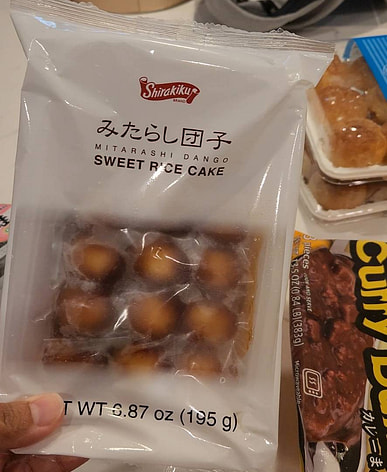 Shirakiku
BRAND
みたらし団子
MITARASHI DANGO
SWEET RICE CAKE
T WT 6.87 oz (195 g)
Curry
カレー